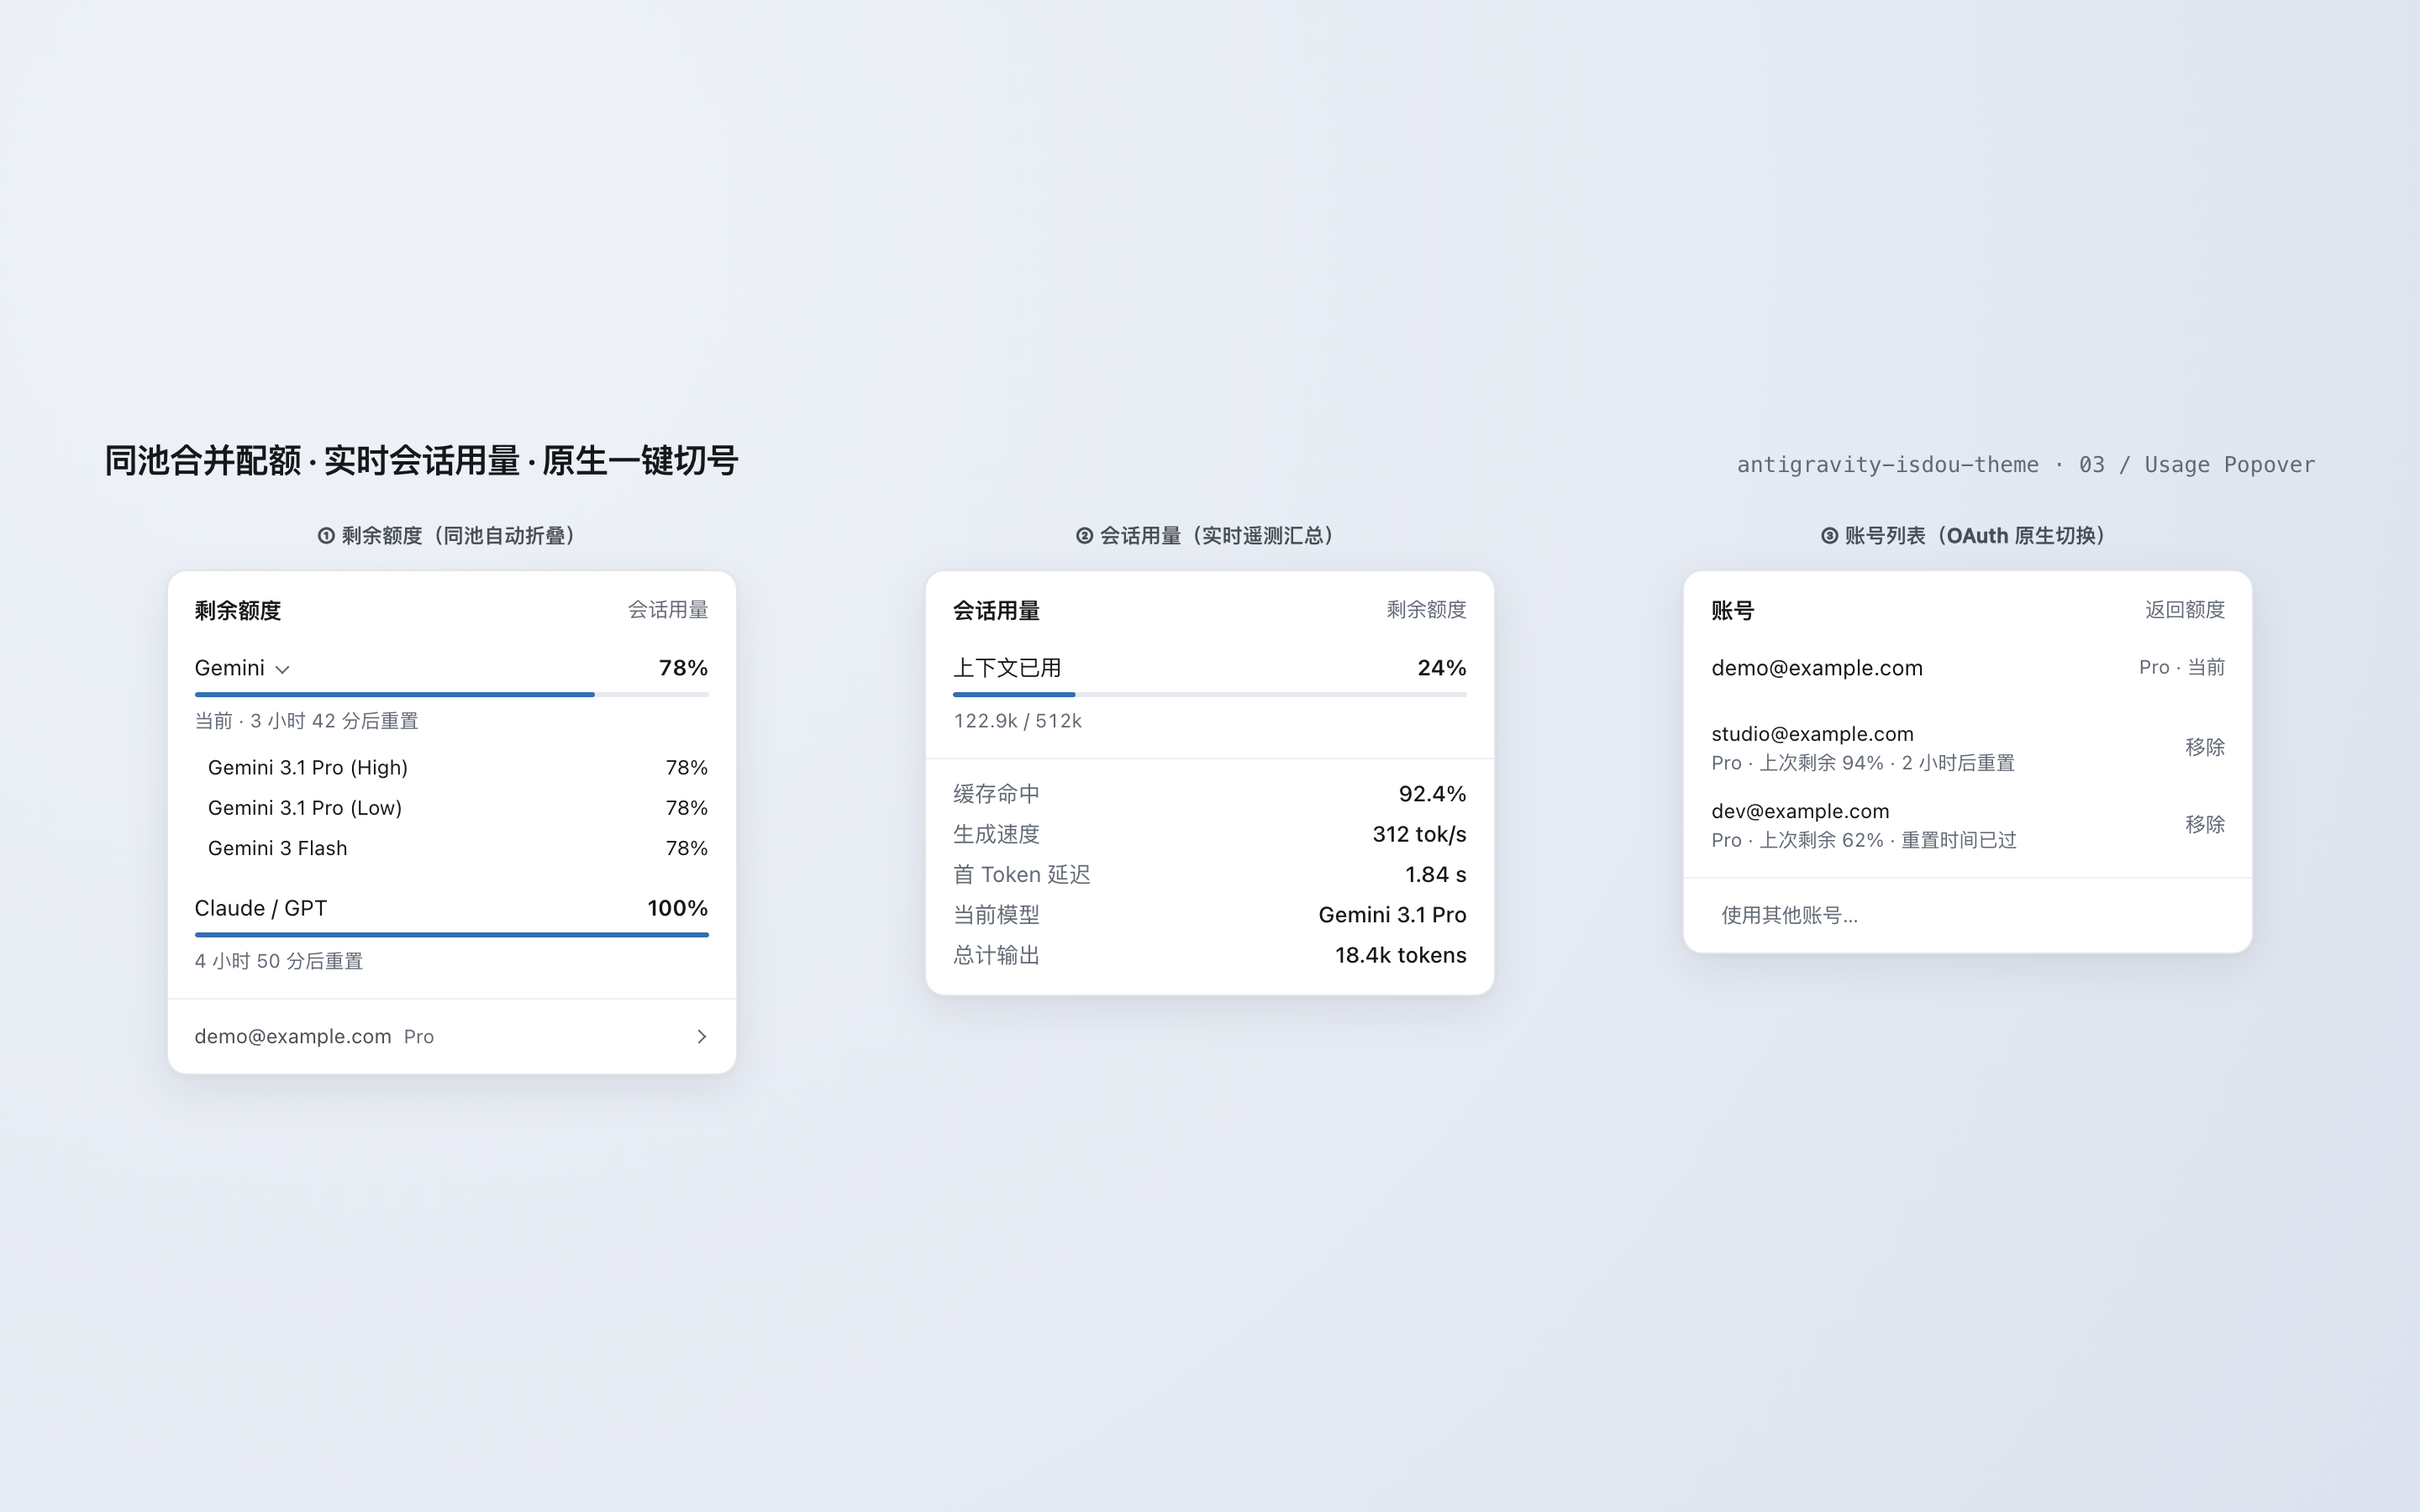 同池合并配额 · 实时会话用量 · 原生一键切号
antigravity-isdou-theme · 03 / Usage Popover
① 剩余额度（同池自动折叠）
剩余额度 会话用量
Gemini 78%
当前 · 3 小时 42 分后重置
Gemini 3.1 Pro (High) 78%
Gemini 3.1 Pro (Low) 78%
Gemini 3 Flash 78%
Claude / GPT 100%
4 小时 50 分后重置
demo@example.com Pro
② 会话用量（实时遥测汇总）
会话用量 剩余额度
上下文已用 24%
122.9k / 512k
缓存命中 92.4%
生成速度 312 tok/s
首 Token 延迟 1.84 s
当前模型 Gemini 3.1 Pro
总计输出 18.4k tokens
③ 账号列表（OAuth 原生切换）
账号 返回额度
demo@example.com Pro · 当前
studio@example.com
Pro · 上次剩余 94% · 2 小时后重置 移除
dev@example.com
Pro · 上次剩余 62% · 重置时间已过 移除
使用其他账号...